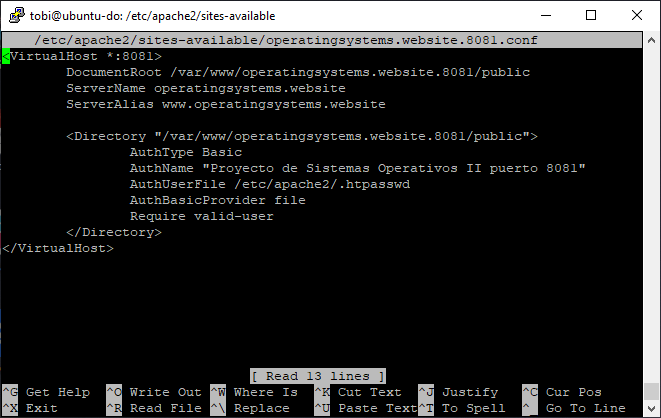 tobi@ubuntu-do: /etc/apache2/sites-available
/etc/apache2/sites-available/operatingsystems.website.8081.conf
<VirtualHost *:8081>
DocumentRoot /var/www/operatingsystems.website.8081/public
ServerName operatingsystems.website
ServerAlias www.operatingsystems.website
<Directory "/var/www/operatingsystems.website.8081/public">
AuthType Basic
AuthName "Proyecto de Sistemas Operativos II puerto 8081"
AuthUserFile /etc/apache2/.htpasswd
AuthBasicProvider file
Require valid-user
</Directory>
</VirtualHost>
[ Read 13 lines ]
^G Get Help ^O Write Out ^W Where Is ^K Cut Text ^J Justify ^C Cur Pos
^X Exit ^R Read File ^\ Replace ^U Paste Text^T To Spell ^_ Go To Line